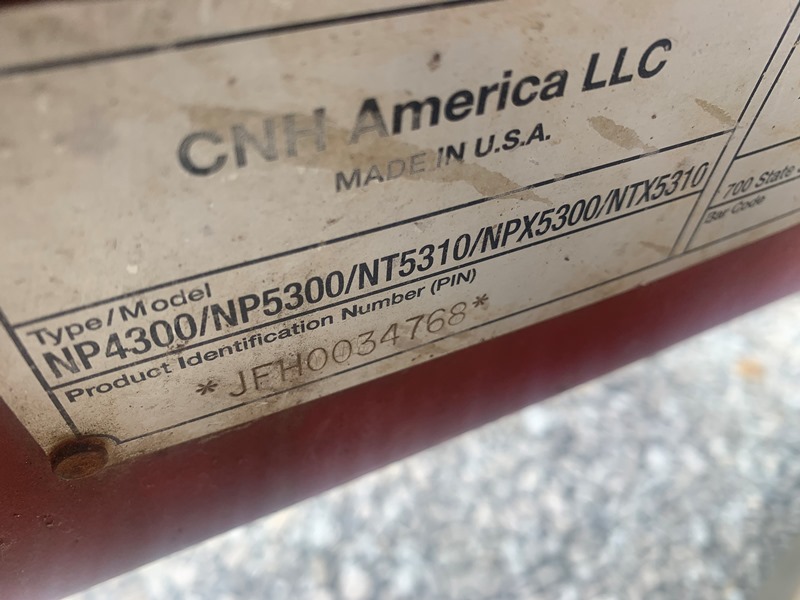 CNH America LLC
MADE IN U.S.A.
Type/Model
NP4300/NP5300/NT5310/NPX5300/NTX5310
Product Identification Number (PIN)
*JFH0034768*
700 State
Bar Code